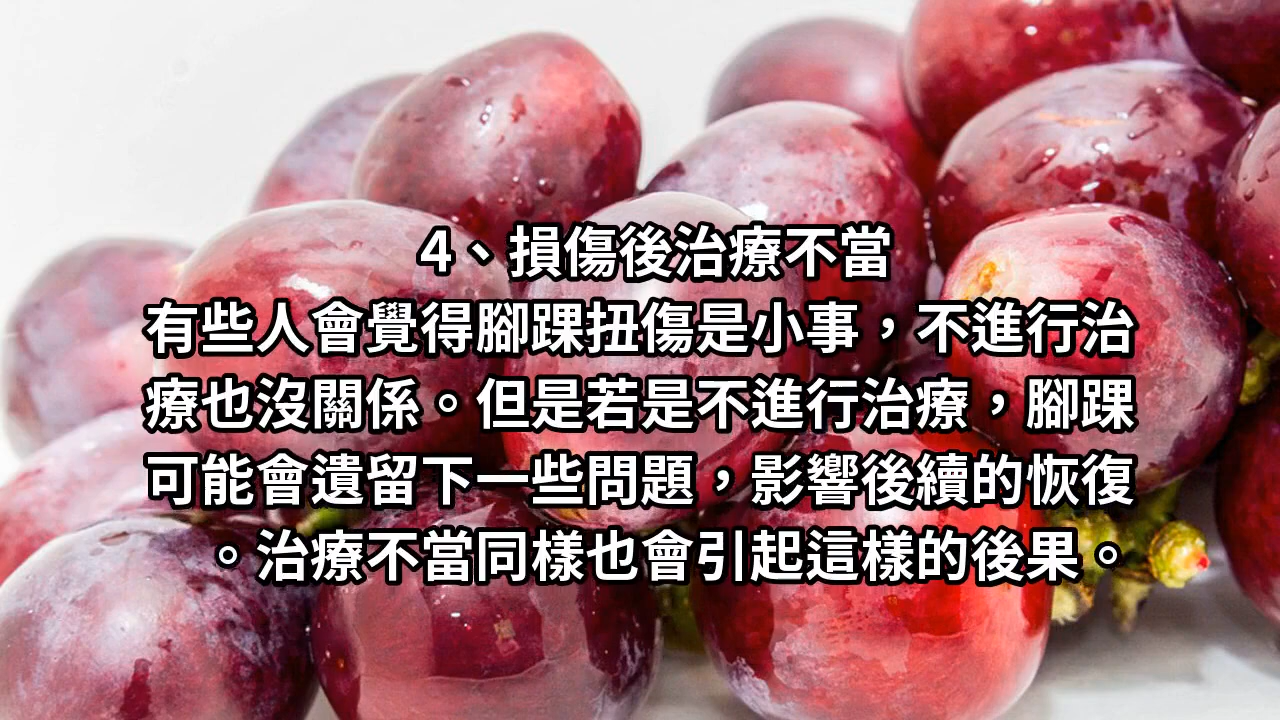 4、損傷後治療不當
有些人會覺得腳踝扭傷是小事，不進行治
療也沒關係。但是若是不進行治療，腳踝
可能會遺留下一些問題，影響後續的恢復
。治療不當同樣也會引起這樣的後果。